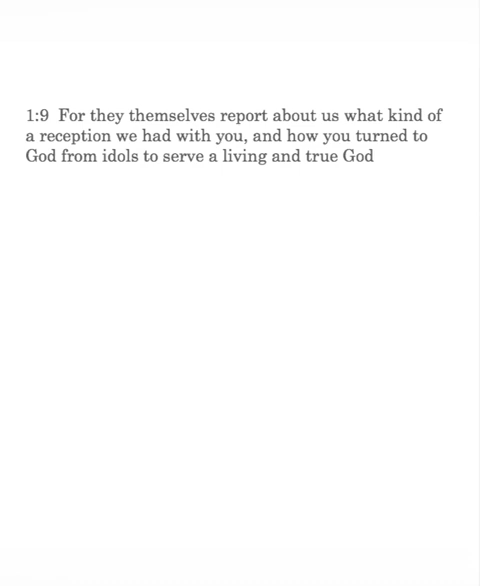 1:9  For they themselves report about us what kind of
a reception we had with you, and how you turned to
God from idols to serve a living and true God